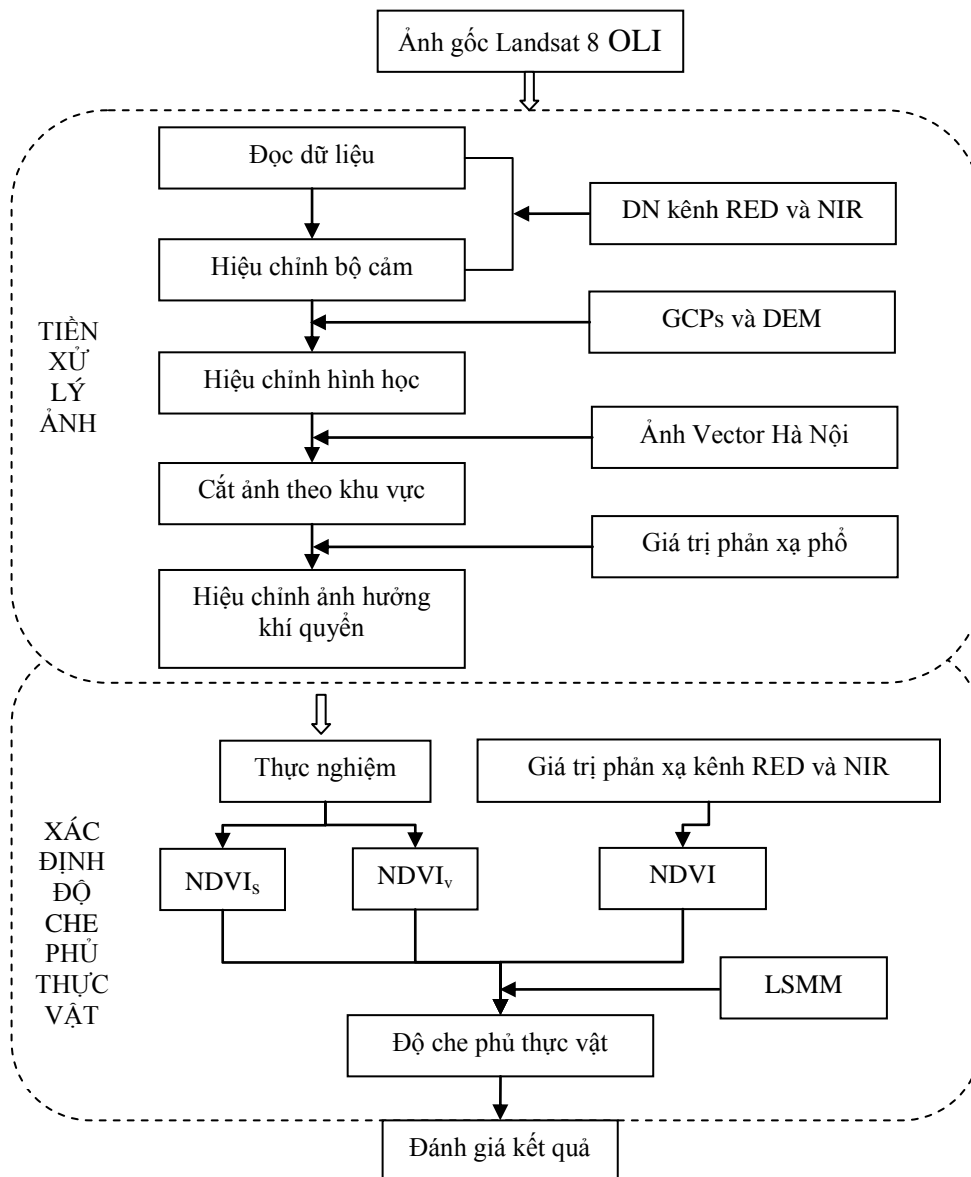 Ảnh gốc Landsat 8 OLI
Đọc dữ liệu
DN kênh RED và NIR
Hiệu chỉnh bộ cảm
GCPs và DEM
TIỀN
XỬ
LÝ
ẢNH
Hiệu chỉnh hình học
Ảnh Vector Hà Nội
Cắt ảnh theo khu vực
Giá trị phản xạ phổ
Hiệu chỉnh ảnh hưởng
khí quyển
Thực nghiệm
Giá trị phản xạ kênh RED và NIR
XÁC
ĐỊNH
ĐỘ
CHE
PHỦ
THỰC
VẬT
NDVIs
NDVIv
NDVI
LSMM
Độ che phủ thực vật
Đánh giá kết quả